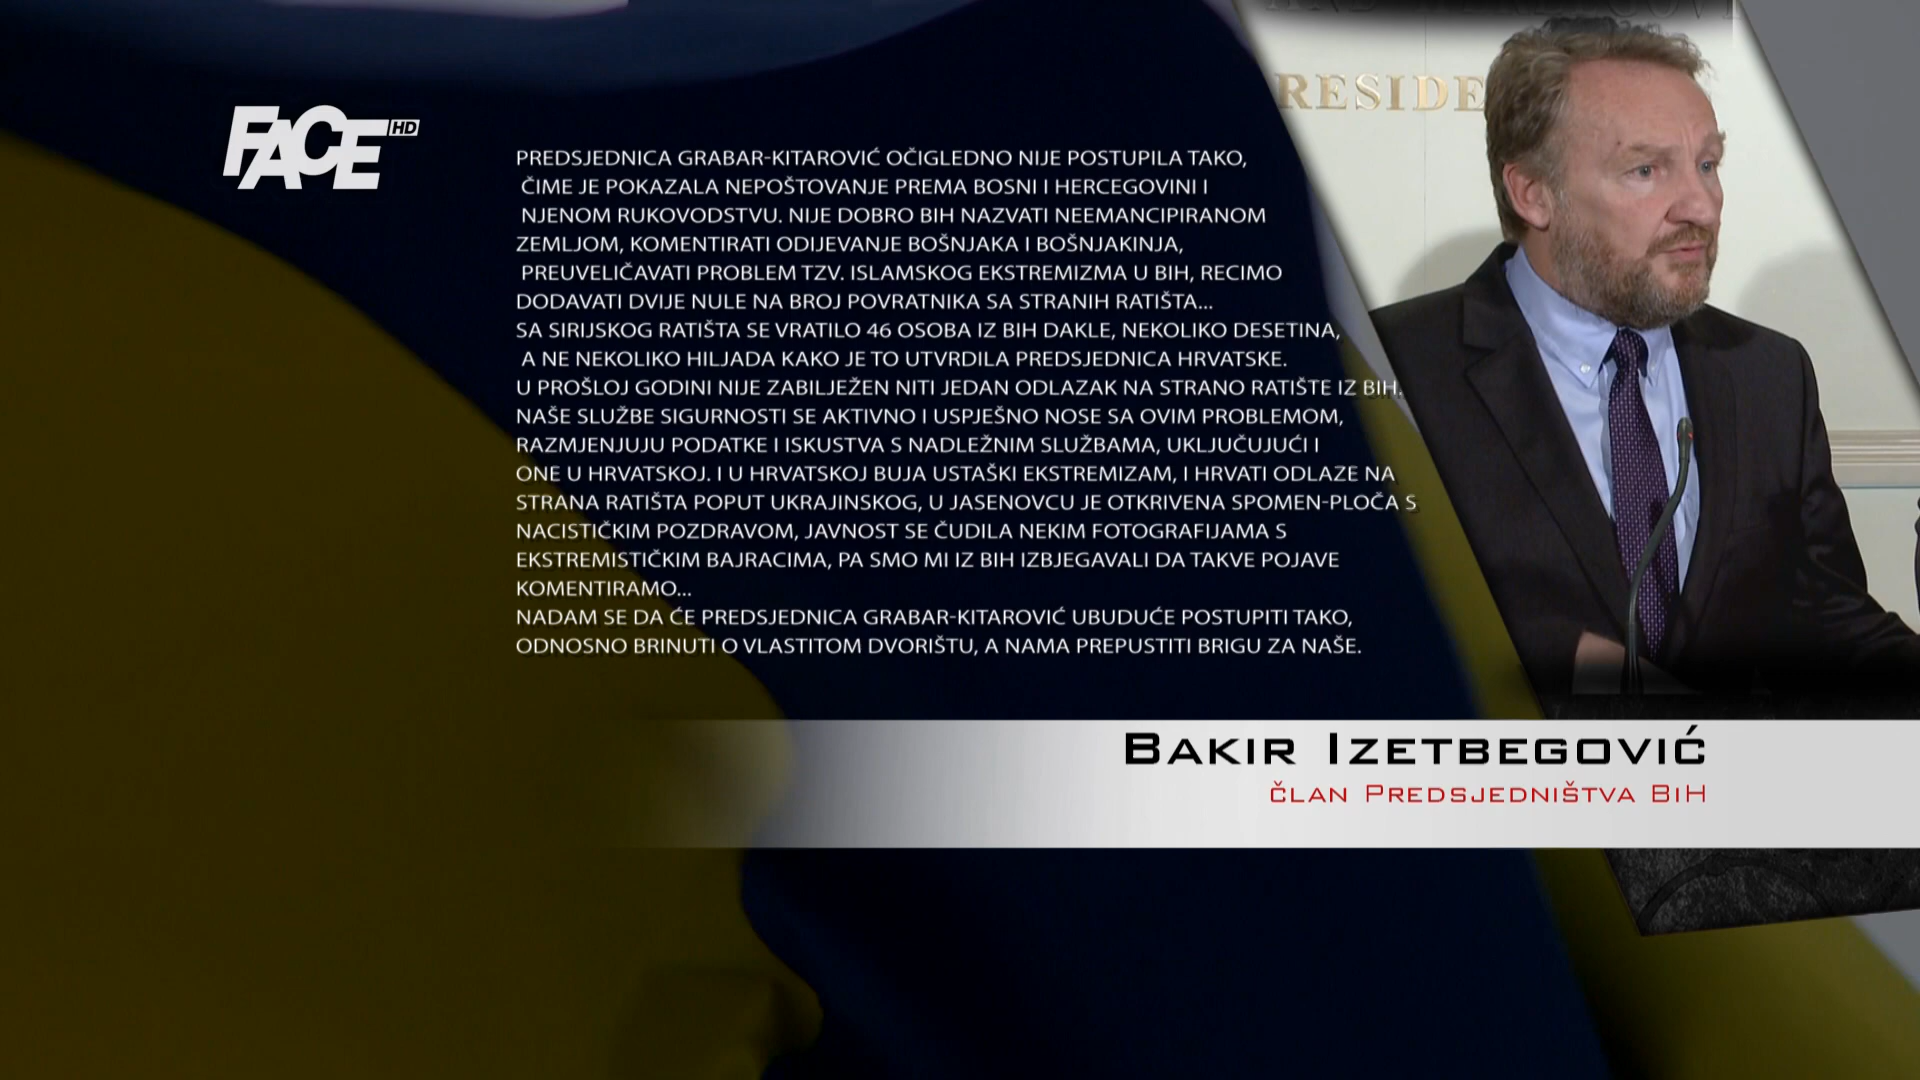 AND HERZEGOVI
RESIDE
FACE HD
PREDSJEDNICA GRABAR-KITAROVIĆ OČIGLEDNO NIJE POSTUPILA TAKO,
ČIME JE POKAZALA NEPOŠTOVANJE PREMA BOSNI I HERCEGOVINI I
NJENOM RUKOVODSTVU. NIJE DOBRO BIH NAZVATI NEEMANCIPIRANOM
ZEMLJOM, KOMENTIRATI ODIJEVANJE BOŠNJAKA I BOŠNJAKINJA,
PREUVELIČAVATI PROBLEM TZV. ISLAMSKOG EKSTREMIZMA U BIH, RECIMO
DODAVATI DVIJE NULE NA BROJ POVRATNIKA SA STRANIH RATIŠTA...
SA SIRIJSKOG RATIŠTA SE VRATILO 46 OSOBA IZ BIH DAKLE, NEKOLIKO DESETINA,
A NE NEKOLIKO HILJADA KAKO JE TO UTVRDILA PREDSJEDNICA HRVATSKE.
U PROŠLOJ GODINI NIJE ZABILJEŽEN NITI JEDAN ODLAZAK NA STRANO RATIŠTE IZ BIH.
NAŠE SLUŽBE SIGURNOSTI SE AKTIVNO I USPJEŠNO NOSE SA OVIM PROBLEMOM,
RAZMJENJUJU PODATKE I ISKUSTVA S NADLEŽNIM SLUŽBAMA, UKLJUČUJUĆI I
ONE U HRVATSKOJ. I U HRVATSKOJ BUJA USTAŠKI EKSTREMIZAM, I HRVATI ODLAZE NA
STRANA RATIŠTA POPUT UKRAJINSKOG, U JASENOVCU JE OTKRIVENA SPOMEN-PLOČA S
NACISTIČKIM POZDRAVOM, JAVNOST SE ČUDILA NEKIM FOTOGRAFIJAMA S
EKSTREMISTIČKIM BAJRACIMA, PA SMO MI IZ BIH IZBJEGAVALI DA TAKVE POJAVE
KOMENTIRAMO...
NADAM SE DA ĆE PREDSJEDNICA GRABAR-KITAROVIĆ UBUDUĆE POSTUPITI TAKO,
ODNOSNO BRINUTI O VLASTITOM DVORIŠTU, A NAMA PREPUSTITI BRIGU ZA NAŠE.
BAKIR IZETBEGOVIĆ
ČLAN PREDSJEDNIŠTVA BIH